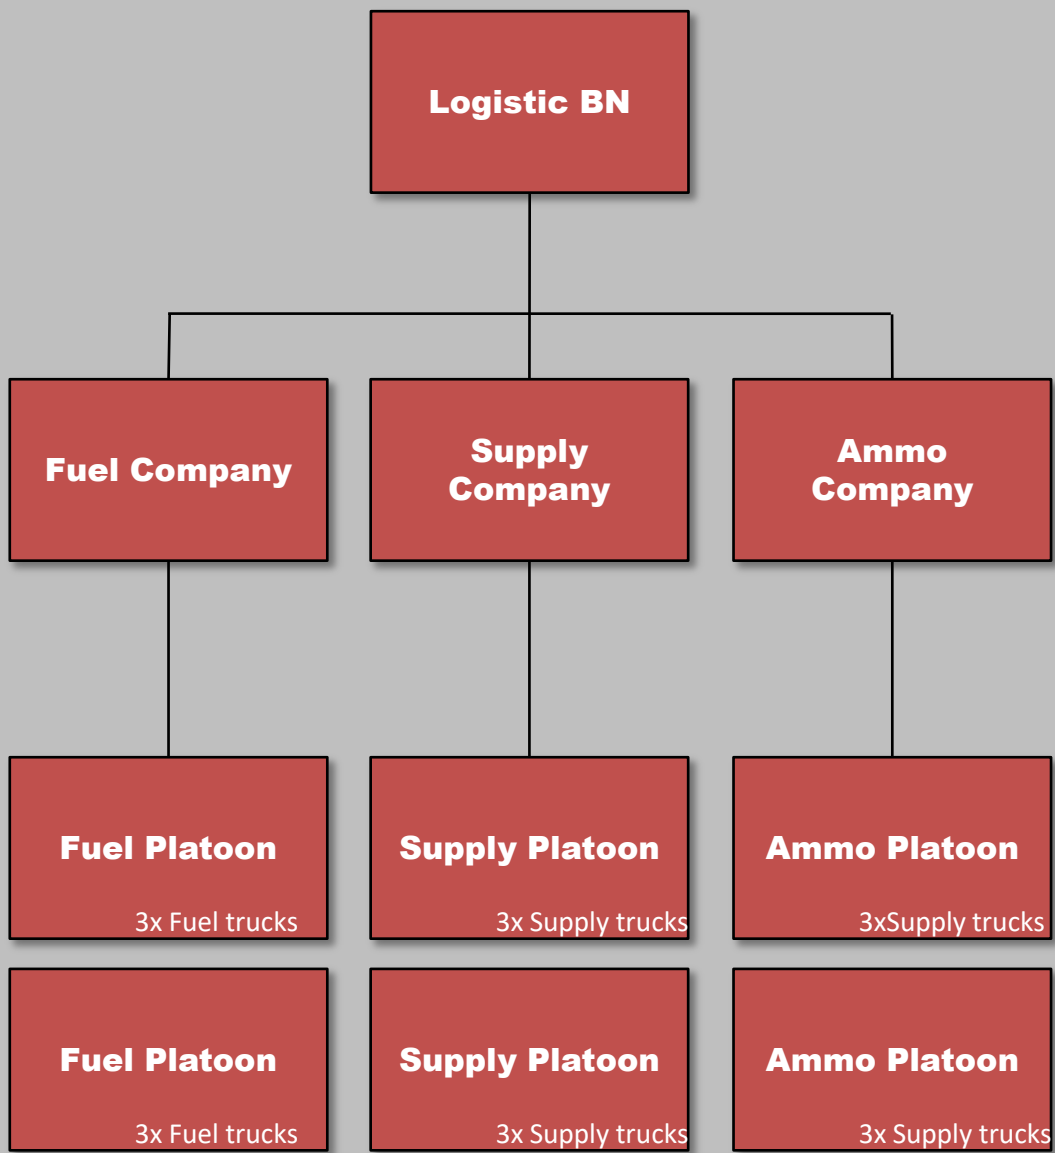 Logistic BN
Fuel Company
Supply
Company
Ammo
Company
Fuel Platoon
3x Fuel trucks
Supply Platoon
3x Supply trucks
Ammo Platoon
3xSupply trucks
Fuel Platoon
3x Fuel trucks
Supply Platoon
3x Supply trucks
Ammo Platoon
3x Supply trucks